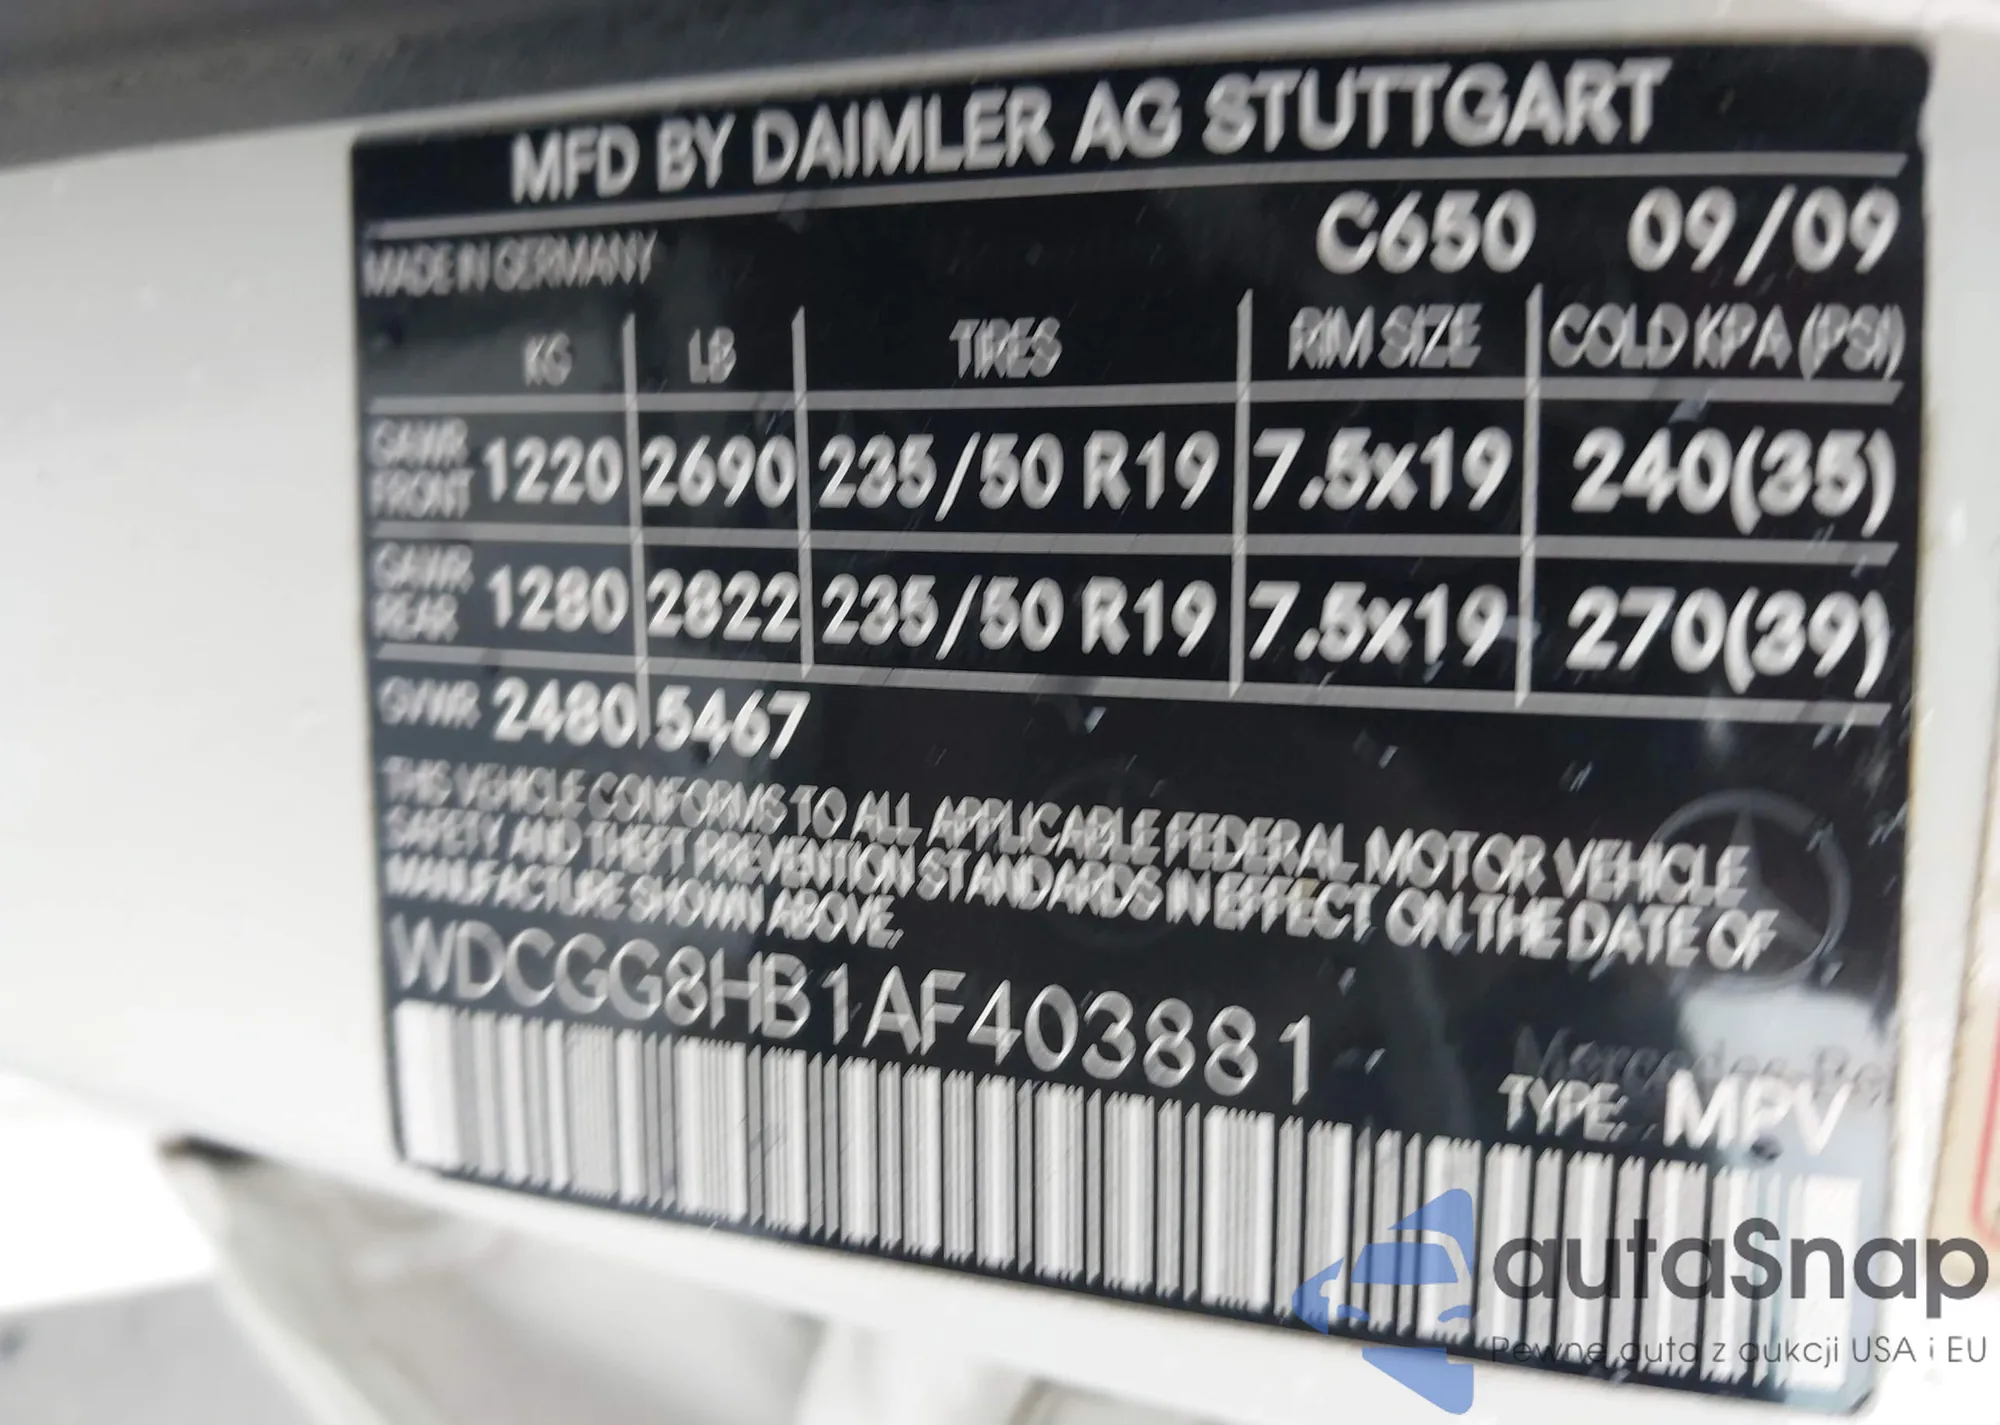 MFD BY DAIMLER AG STUTTGART
MADE IN GERMANY C650 09/09
KG LB TIRES RIM SIZE COLD KPA (PSI)
GAWR FRONT 1220 2690 235/50 R19 7.5x19 240(35)
GAWR REAR 1280 2822 235/50 R19 7.5x19 270(39)
GVWR 2480 5467
THIS VEHICLE CONFORMS TO ALL APPLICABLE FEDERAL MOTOR VEHICLE
SAFETY AND THEFT PREVENTION STANDARDS IN EFFECT ON THE DATE OF
MANUFACTURE SHOWN ABOVE.
WDCGG8HB1AF403881
TYPE: MPV
autaSnap
Pewne auta z aukcji USA i EU